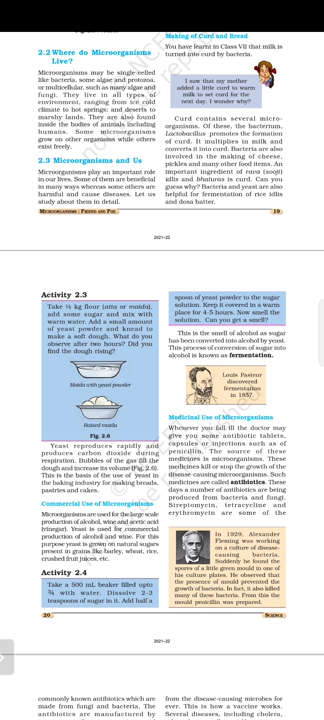 2.2 Where do Microorganisms
Live?
Microorganisms may be single-celled
like bacteria, some algae and protozoa,
or multicellular, such as many algae and
fungi. They live in all types of
environment, ranging from ice cold
climate to hot springs; and deserts to
marshy lands. They are also found
inside the bodies of animals including
humans. Some microorganisms
grow on other organisms while others
exist freely.
2.3 Microorganisms and Us
Microorganisms play an important role
in our lives. Some of them are beneficial
in many ways whereas some others are
harmful and cause diseases. Let us
study about them in detail.
Making of Curd and Bread
You have learnt in Class VII that milk is
turned into curd by bacteria.
I saw that my mother
added a little curd to warm
milk to set curd for the
next day. I wonder why?
Curd contains several micro-
organisms. Of these, the bacterium,
Lactobacillus promotes the formation
of curd. It multiplies in milk and
converts it into curd. Bacteria are also
involved in the making of cheese,
pickles and many other food items. An
important ingredient of rava (sooji)
idlis and bhaturas is curd. Can you
guess why? Bacteria and yeast are also
helpful for fermentation of rice idlis
and dosa batter.
MICROORGANISMS : FRIEND AND FOE
19
2021–22
Activity 2.3
Take ½ kg flour (atta or maida),
add some sugar and mix with
warm water. Add a small amount
of yeast powder and knead to
make a soft dough. What do you
observe after two hours? Did you
find the dough rising?
Maida with yeast powder
Raised maida
Fig. 2.6
Yeast reproduces rapidly and
produces carbon dioxide during
respiration. Bubbles of the gas fill the
dough and increase its volume (Fig. 2.6).
This is the basis of the use of yeast in
the baking industry for making breads,
pastries and cakes.
Commercial Use of Microorganisms
Microorganisms are used for the large scale
production of alcohol, wine and acetic acid
(vinegar). Yeast is used for commercial
production of alcohol and wine. For this
purpose yeast is grown on natural sugars
present in grains like barley, wheat, rice,
crushed fruit juices, etc.
Activity 2.4
Take a 500 mL beaker filled upto
¾ with water. Dissolve 2-3
teaspoons of sugar in it. Add half a
spoon of yeast powder to the sugar
solution. Keep it covered in a warm
place for 4-5 hours. Now smell the
solution. Can you get a smell?
This is the smell of alcohol as sugar
has been converted into alcohol by yeast.
This process of conversion of sugar into
alcohol is known as fermentation.
Louis Pasteur
discovered
fermentation
in 1857.
Medicinal Use of Microorganisms
Whenever you fall ill the doctor may
give you some antibiotic tablets,
capsules or injections such as of
penicillin. The source of these
medicines is microorganisms. These
medicines kill or stop the growth of the
disease-causing microorganisms. Such
medicines are called antibiotics. These
days a number of antibiotics are being
produced from bacteria and fungi.
Streptomycin, tetracycline and
erythromycin are some of the
In 1929, Alexander
Fleming was working
on a culture of disease-
causing bacteria.
Suddenly he found the
spores of a little green mould in one of
his culture plates. He observed that
the presence of mould prevented the
growth of bacteria. In fact, it also killed
many of these bacteria. From this the
mould penicillin was prepared.
20
SCIENCE
2021–22
commonly known antibiotics which are
made from fungi and bacteria. The
antibiotics are manufactured by
from the disease-causing microbes for
ever. This is how a vaccine works.
Several diseases, including cholera,